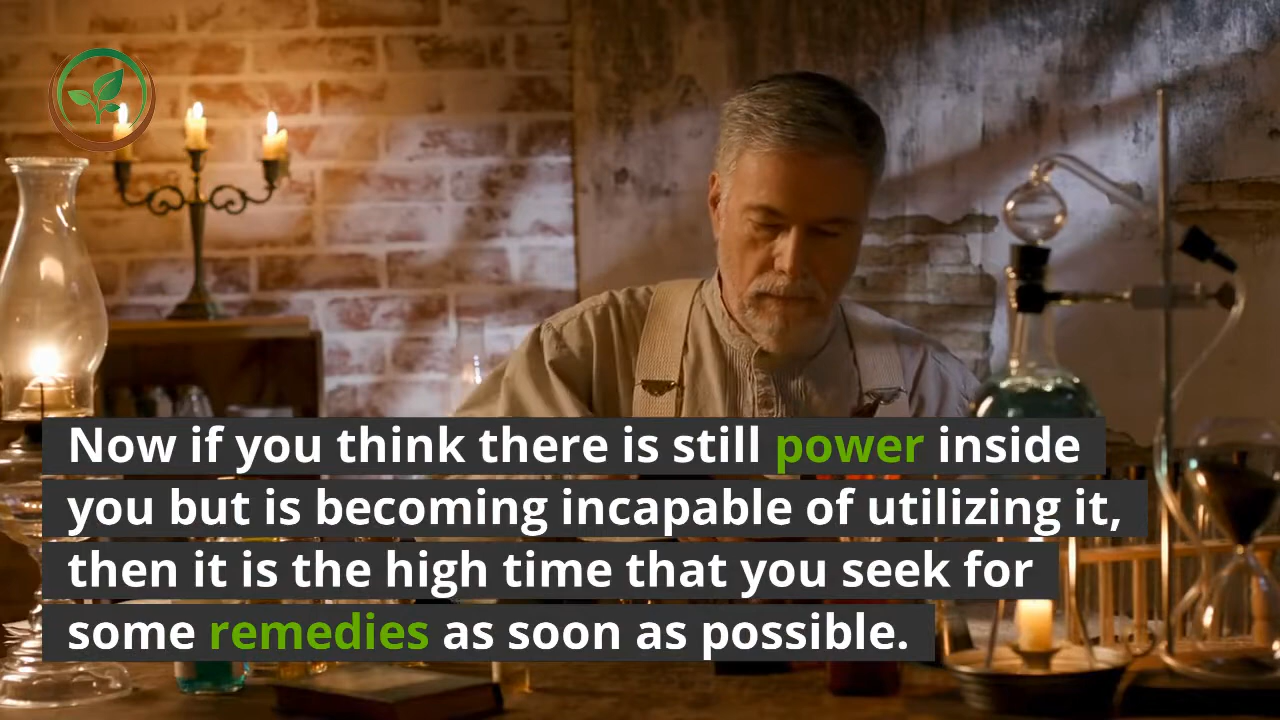 Now if you think there is still power inside
you but is becoming incapable of utilizing it,
then it is the high time that you seek for
some remedies as soon as possible.